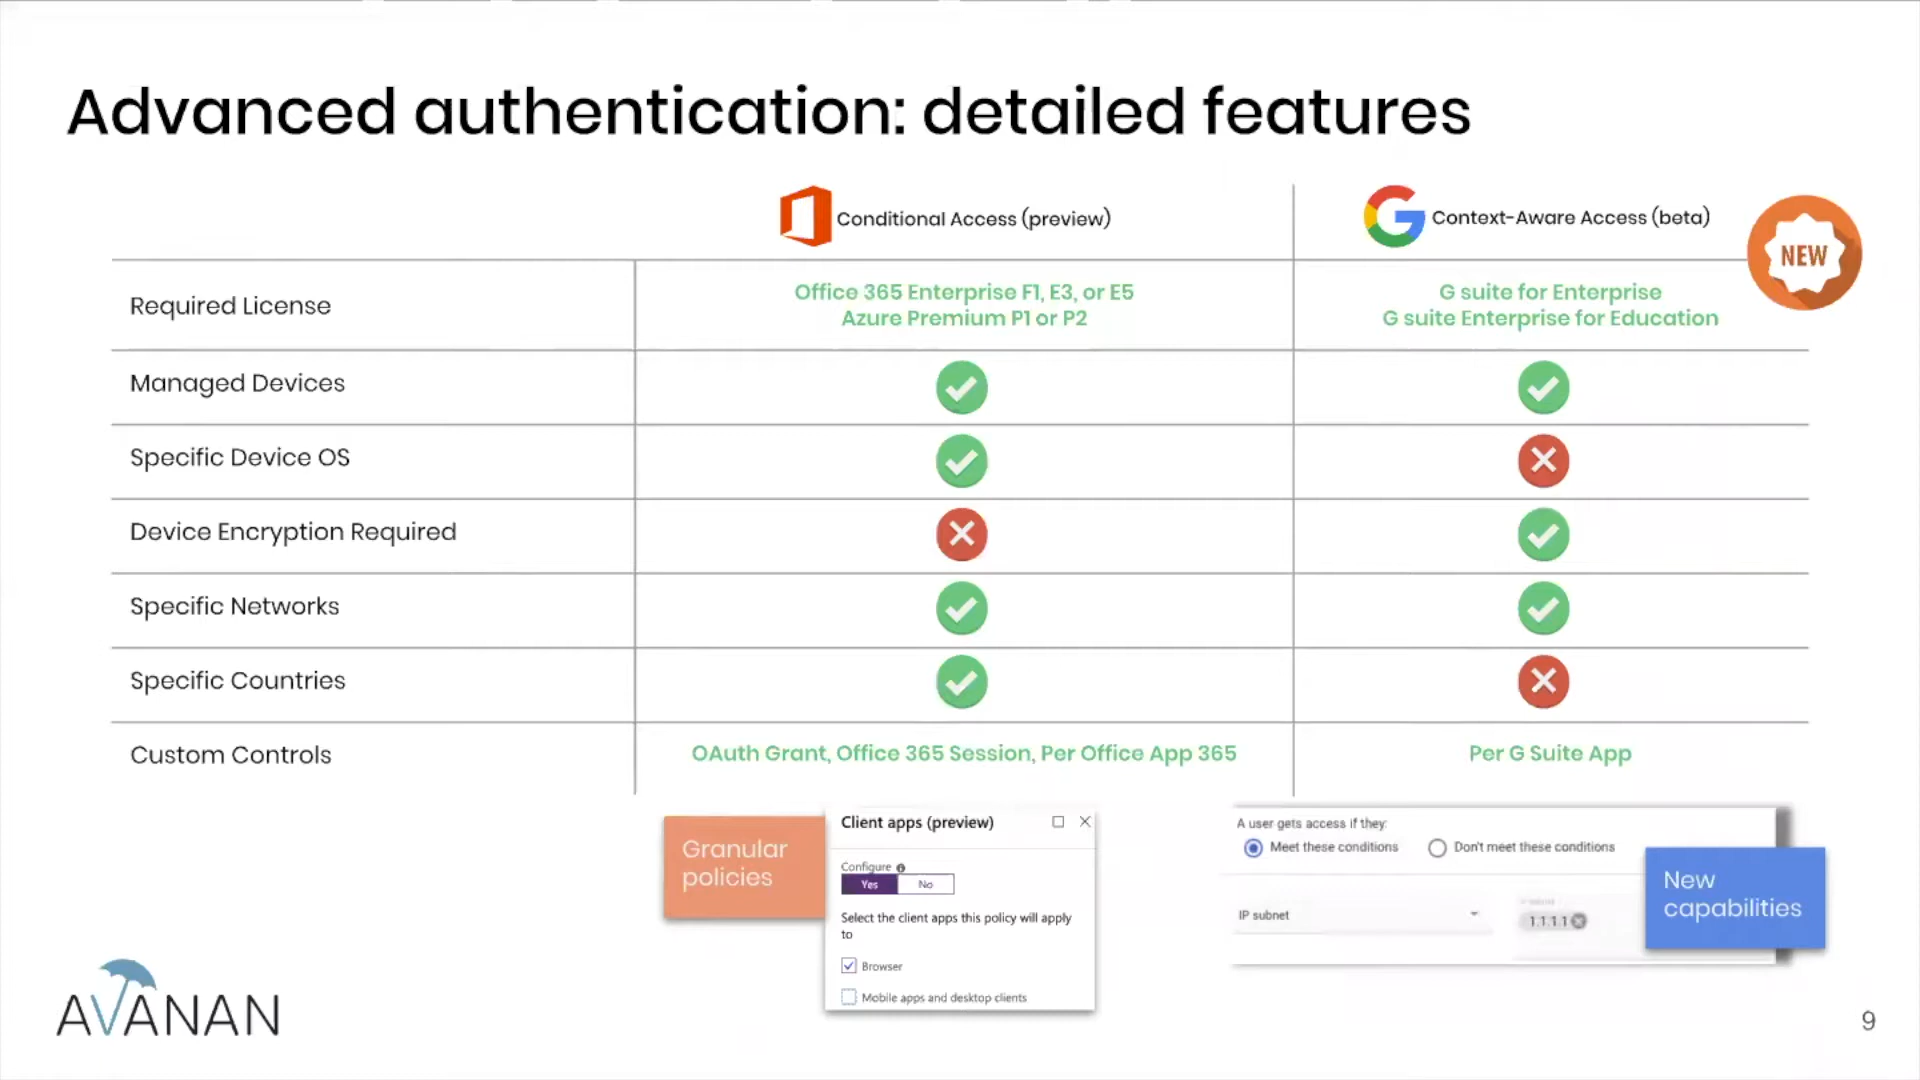 Advanced authentication: detailed features
Conditional Access (preview)
Context-Aware Access (beta)
NEW
Required License
Office 365 Enterprise F1, E3, or E5
Azure Premium P1 or P2
G suite for Enterprise
G suite Enterprise for Education
Managed Devices
Specific Device OS
Device Encryption Required
Specific Networks
Specific Countries
Custom Controls
OAuth Grant, Office 365 Session, Per Office App 365
Per G Suite App
Granular
policies
Client apps (preview)
Configure
Yes No
Select the client apps this policy will apply
to
Browser
Mobile apps and desktop clients
A user gets access if they:
Meet these conditions
Don't meet these conditions
IP subnet
1.1.1.1
New
capabilities
AVANAN
9